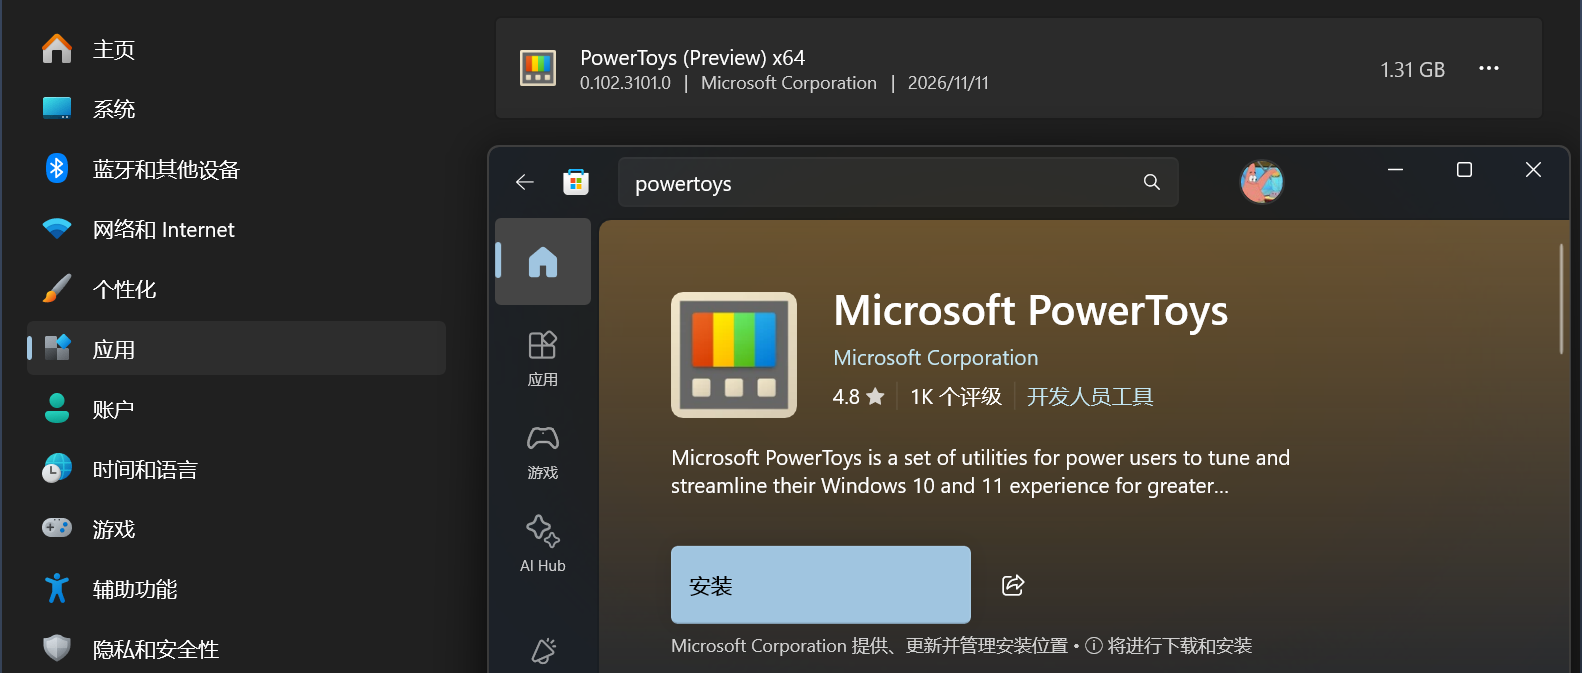 主页
系统
蓝牙和其他设备
网络和 Internet
个性化
应用
账户
时间和语言
游戏
辅助功能
隐私和安全性
PowerToys (Preview) x64
0.102.3101.0 | Microsoft Corporation | 2026/11/11
1.31 GB
powertoys
应用
游戏
AI Hub
Microsoft PowerToys
Microsoft Corporation
4.8 ★ 1K 个评级 开发人员工具
Microsoft PowerToys is a set of utilities for power users to tune and
streamline their Windows 10 and 11 experience for greater...
安装
Microsoft Corporation 提供、更新并管理安装位置 • ⓘ 将进行下载和安装